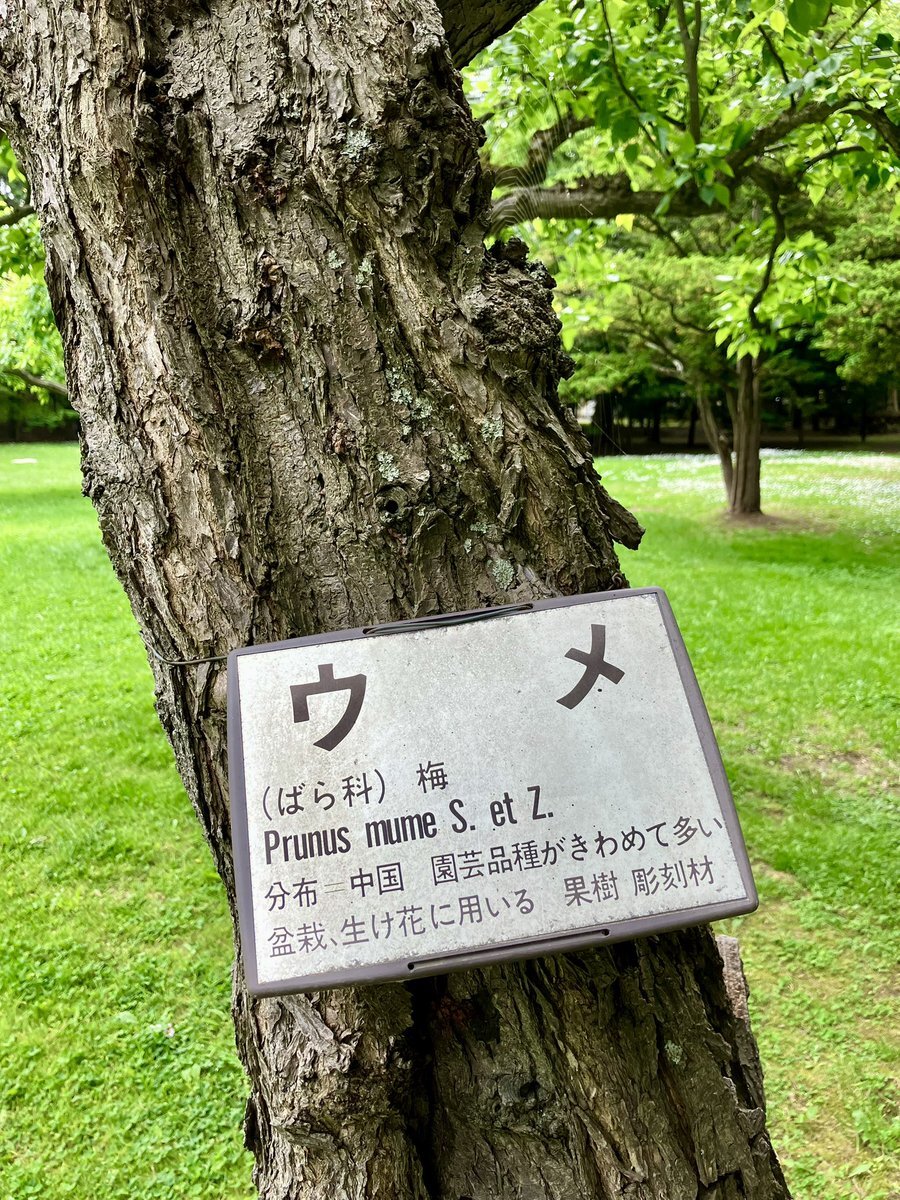 ウメ
(ばら科) 梅
Prunus mume S. et Z.
分布=中国 園芸品種がきわめて多い
盆栽、生け花に用いる 果樹 彫刻材